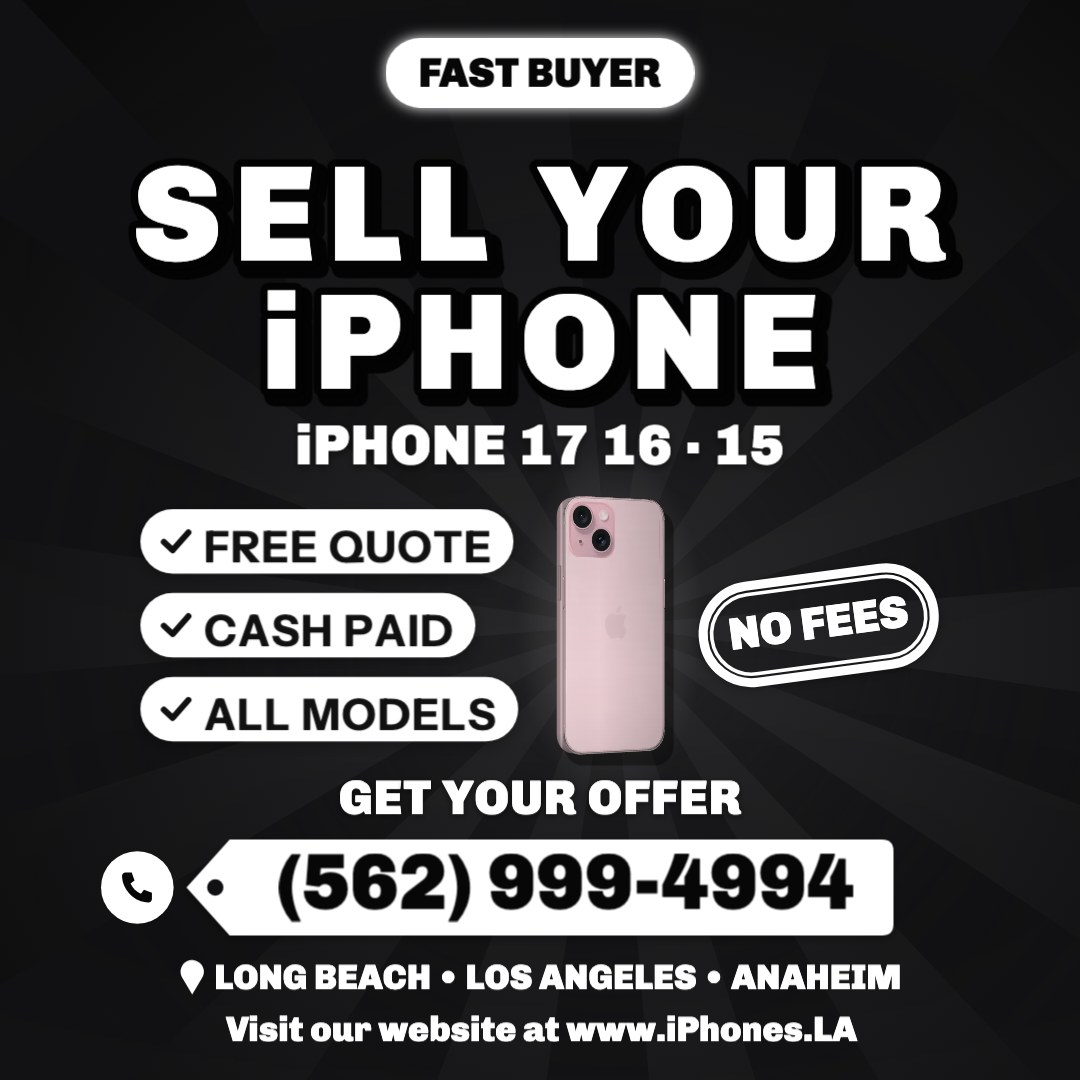 FAST BUYER
SELL YOUR
iPHONE
iPHONE 17 16 · 15
FREE QUOTE
CASH PAID
ALL MODELS
NO FEES
GET YOUR OFFER
(562) 999-4994
LONG BEACH • LOS ANGELES • ANAHEIM
Visit our website at www.iPhones.LA